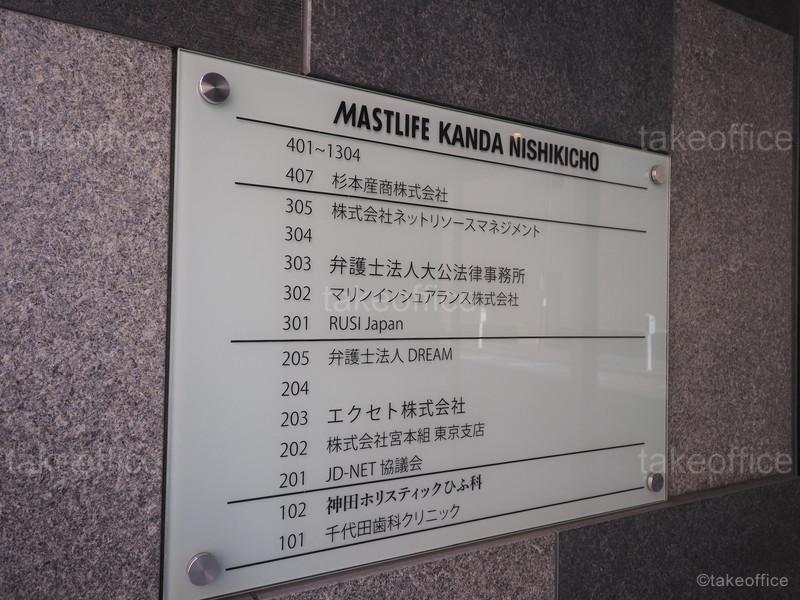 MASTLIFE KANDA NISHIKICHO
401~1304
407 杉本産商株式会社
305 株式会社ネットリソースマネジメント
304
303 弁護士法人大公法律事務所
302 マリンインシュアランス株式会社
301 RUSI Japan
205 弁護士法人 DREAM
204
203 エクセト株式会社
202 株式会社宮本組 東京支店
201 JD-NET 協議会
102 神田ホリスティックひふ科
101 千代田歯科クリニック
takeoffice
takeoffice
takeoffice
takeoffice
takeoffice
©takeoffice